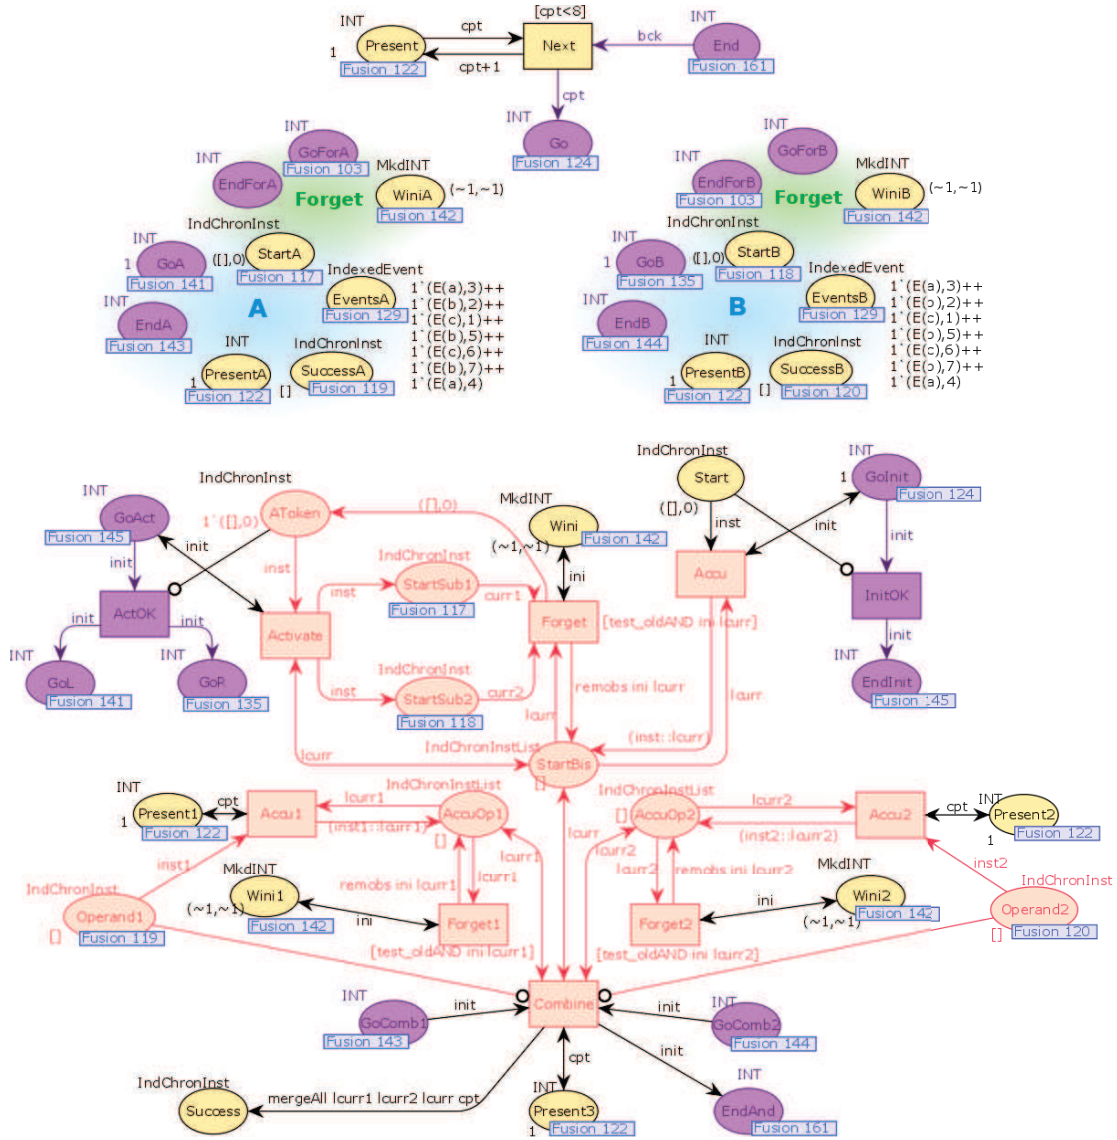 [cpt<8]
INT
INT
cpt
bck
Present
Next
End
1
Fusion 122
cpt+1
Fusion 161
cpt
INT
Go
Fusion 124
INT
GoForA
Fusion 103
INT
EndForA
MkdINT
WiniA
(~1,~1)
Fusion 142
Forget
IndChronInst
INT
StartA
([],0)
Fusion 117
GoA
1
Fusion 141
IndexedEvent
EventsA
Fusion 129
1`(E(a),3)++
1`(E(b),2)++
1`(E(c),1)++
1`(E(b),5)++
1`(E(c),6)++
1`(E(b),7)++
1`(E(a),4)
INT
EndA
Fusion 143
A
INT
PresentA
1
Fusion 122
IndChronInst
SuccessA
[]
Fusion 119
INT
GoForB
INT
EndForB
Fusion 103
MkdINT
WiniB
(~1,~1)
Fusion 142
Forget
IndChronInst
INT
StartB
([],0)
Fusion 118
GoB
1
Fusion 135
IndexedEvent
EventsB
Fusion 129
1`(E(a),3)++
1`(E(b),2)++
1`(E(c),1)++
1`(E(b),5)++
1`(E(c),6)++
1`(E(b),7)++
1`(E(a),4)
INT
EndB
Fusion 144
B
INT
PresentB
1
Fusion 122
IndChronInst
SuccessB
[]
Fusion 120
IndChronInst
INT
Start
([],0)
GoInit
1
Fusion 124
inst
init
init
Accu
InitOK
init
INT
EndInit
Fusion 145
IndChronInst
INT
GoAct
Fusion 145
AToken
1`([],0)
([],0)
MkdINT
Wini
Fusion 142
(~1,~1)
init
init
inst
ini
IndChronInst
StartSub1
Fusion 117
inst
curr1
ActOK
Activate
Forget
[test_oldAND ini lcurr]
init
init
INT
GoL
Fusion 141
INT
GoR
Fusion 135
IndChronInst
inst
StartSub2
Fusion 118
curr2
remobs ini lcurr
lcurr
lcurr
(inst::lcurr)
lcurr
IndChronInstList
StartBis
[]
INT
Present1
1
Fusion 122
cpt
Accu1
lcurr1
(inst1::lcurr1)
IndChronInstList
AccuOp1
[]
inst1
lcurr1
lcurr1
remobs ini lcurr1
lcurr
IndChronInstList
AccuOp2
[]
lcurr2
(inst2::lcurr2)
Accu2
cpt
INT
Present2
1
Fusion 122
inst2
lcurr2
lcurr2
remobs ini lcurr2
IndChronInst
Operand1
[]
Fusion 119
MkdINT
Wini1
(~1,~1)
Fusion 142
ini
Forget1
[test_oldAND ini lcurr1]
Forget2
[test_oldAND ini lcurr2]
ini
MkdINT
Wini2
(~1,~1)
Fusion 142
IndChronInst
Operand2
[]
Fusion 120
INT
GoComb1
Fusion 143
init
Combine
init
INT
GoComb2
Fusion 144
cpt
init
IndChronInst
Success
mergeAll lcurr1 lcurr2 lcurr cpt
INT
Present3
1
Fusion 122
INT
EndAnd
Fusion 161